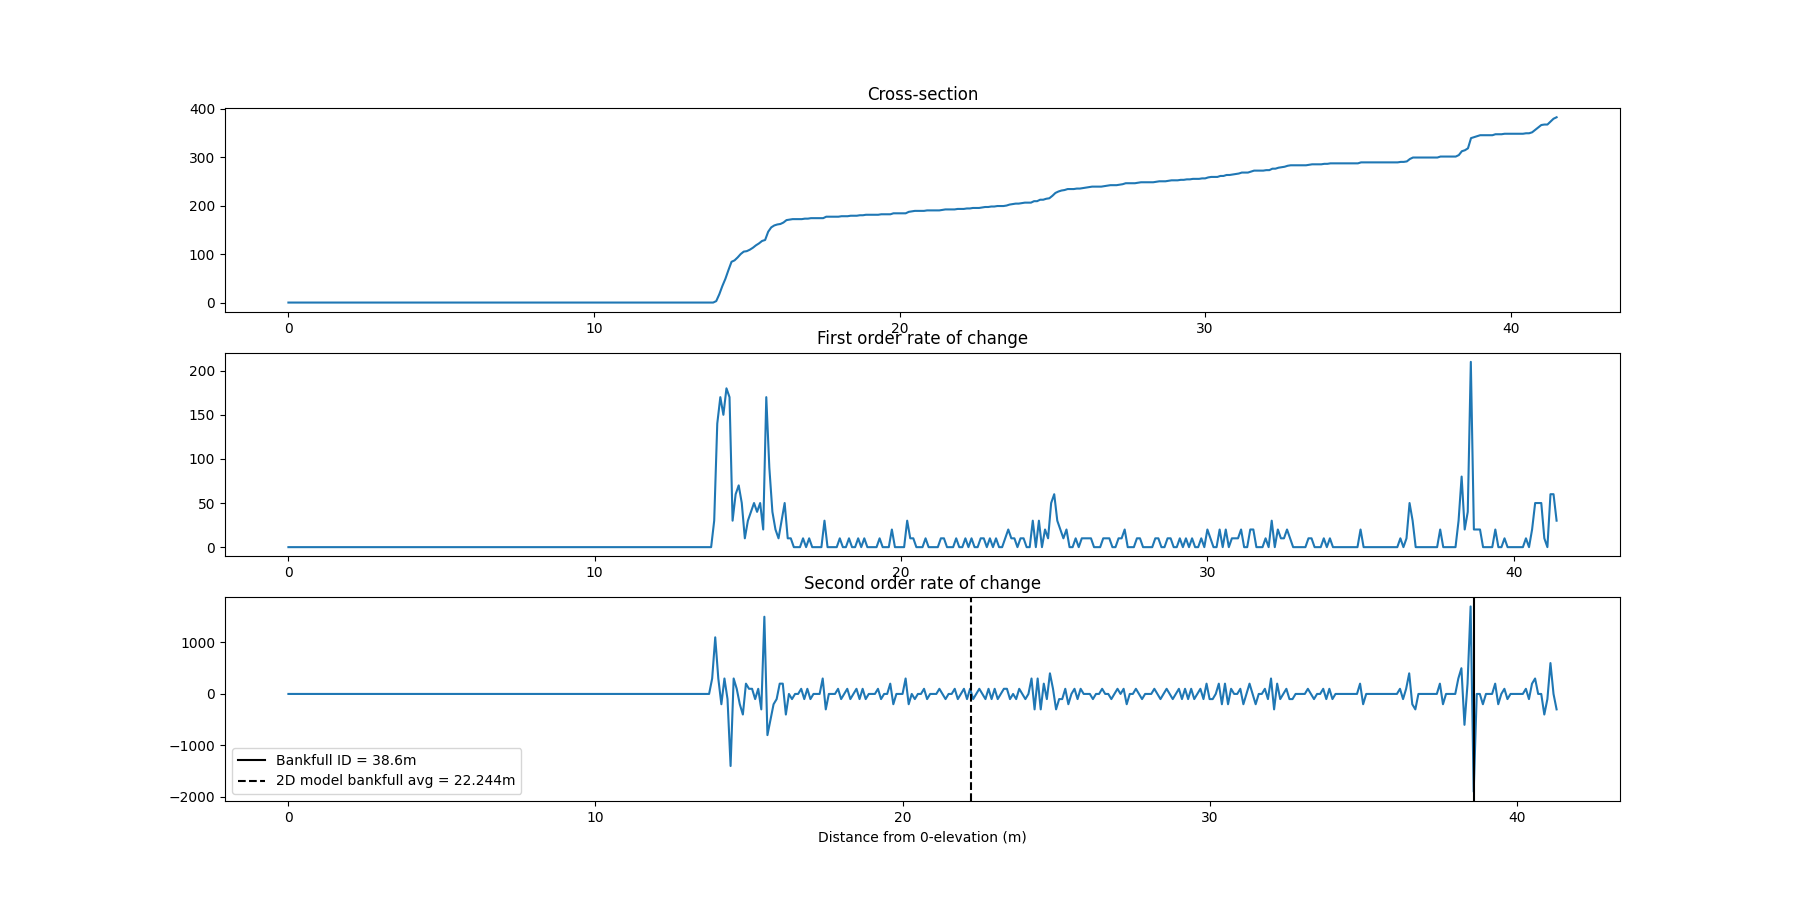 Cross-section
400
300
200
100
0
0 10 20 30 40
First order rate of change
200
150
100
50
0
0 10 20 30 40
Second order rate of change
1000
0
−1000
−2000
Bankfull ID = 38.6m
2D model bankfull avg = 22.244m
0 10 20 30 40
Distance from 0-elevation (m)